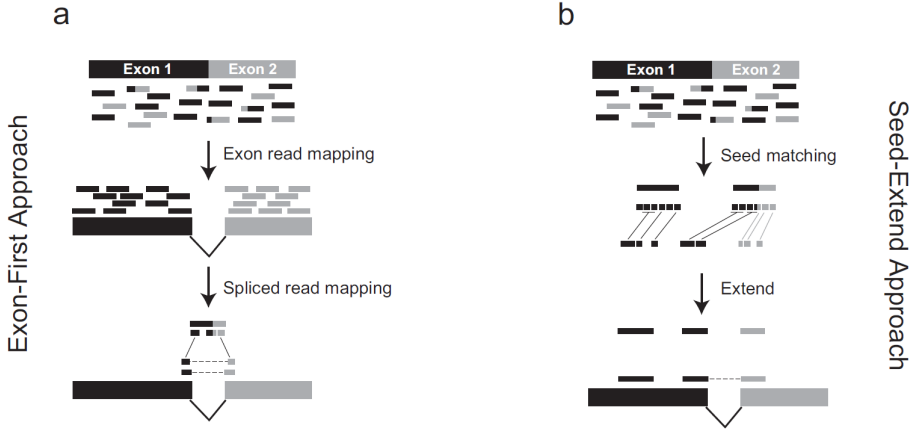 a
Exon-First Approach
Exon 1 Exon 2
Exon read mapping
Spliced read mapping
b
Exon 1 Exon 2
Seed matching
Extend
Seed-Extend Approach